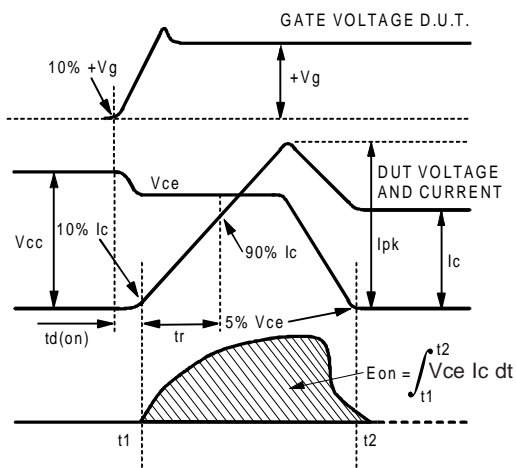 GATE VOLTAGE D.U.T.
10% +Vg
+Vg
Vce
DUT VOLTAGE
AND CURRENT
Vcc
10% Ic
90% Ic
Ipk
Ic
td(on)
tr
5% Vce
Eon = ∫ Vce Ic dt
t2
t1
t1
t2